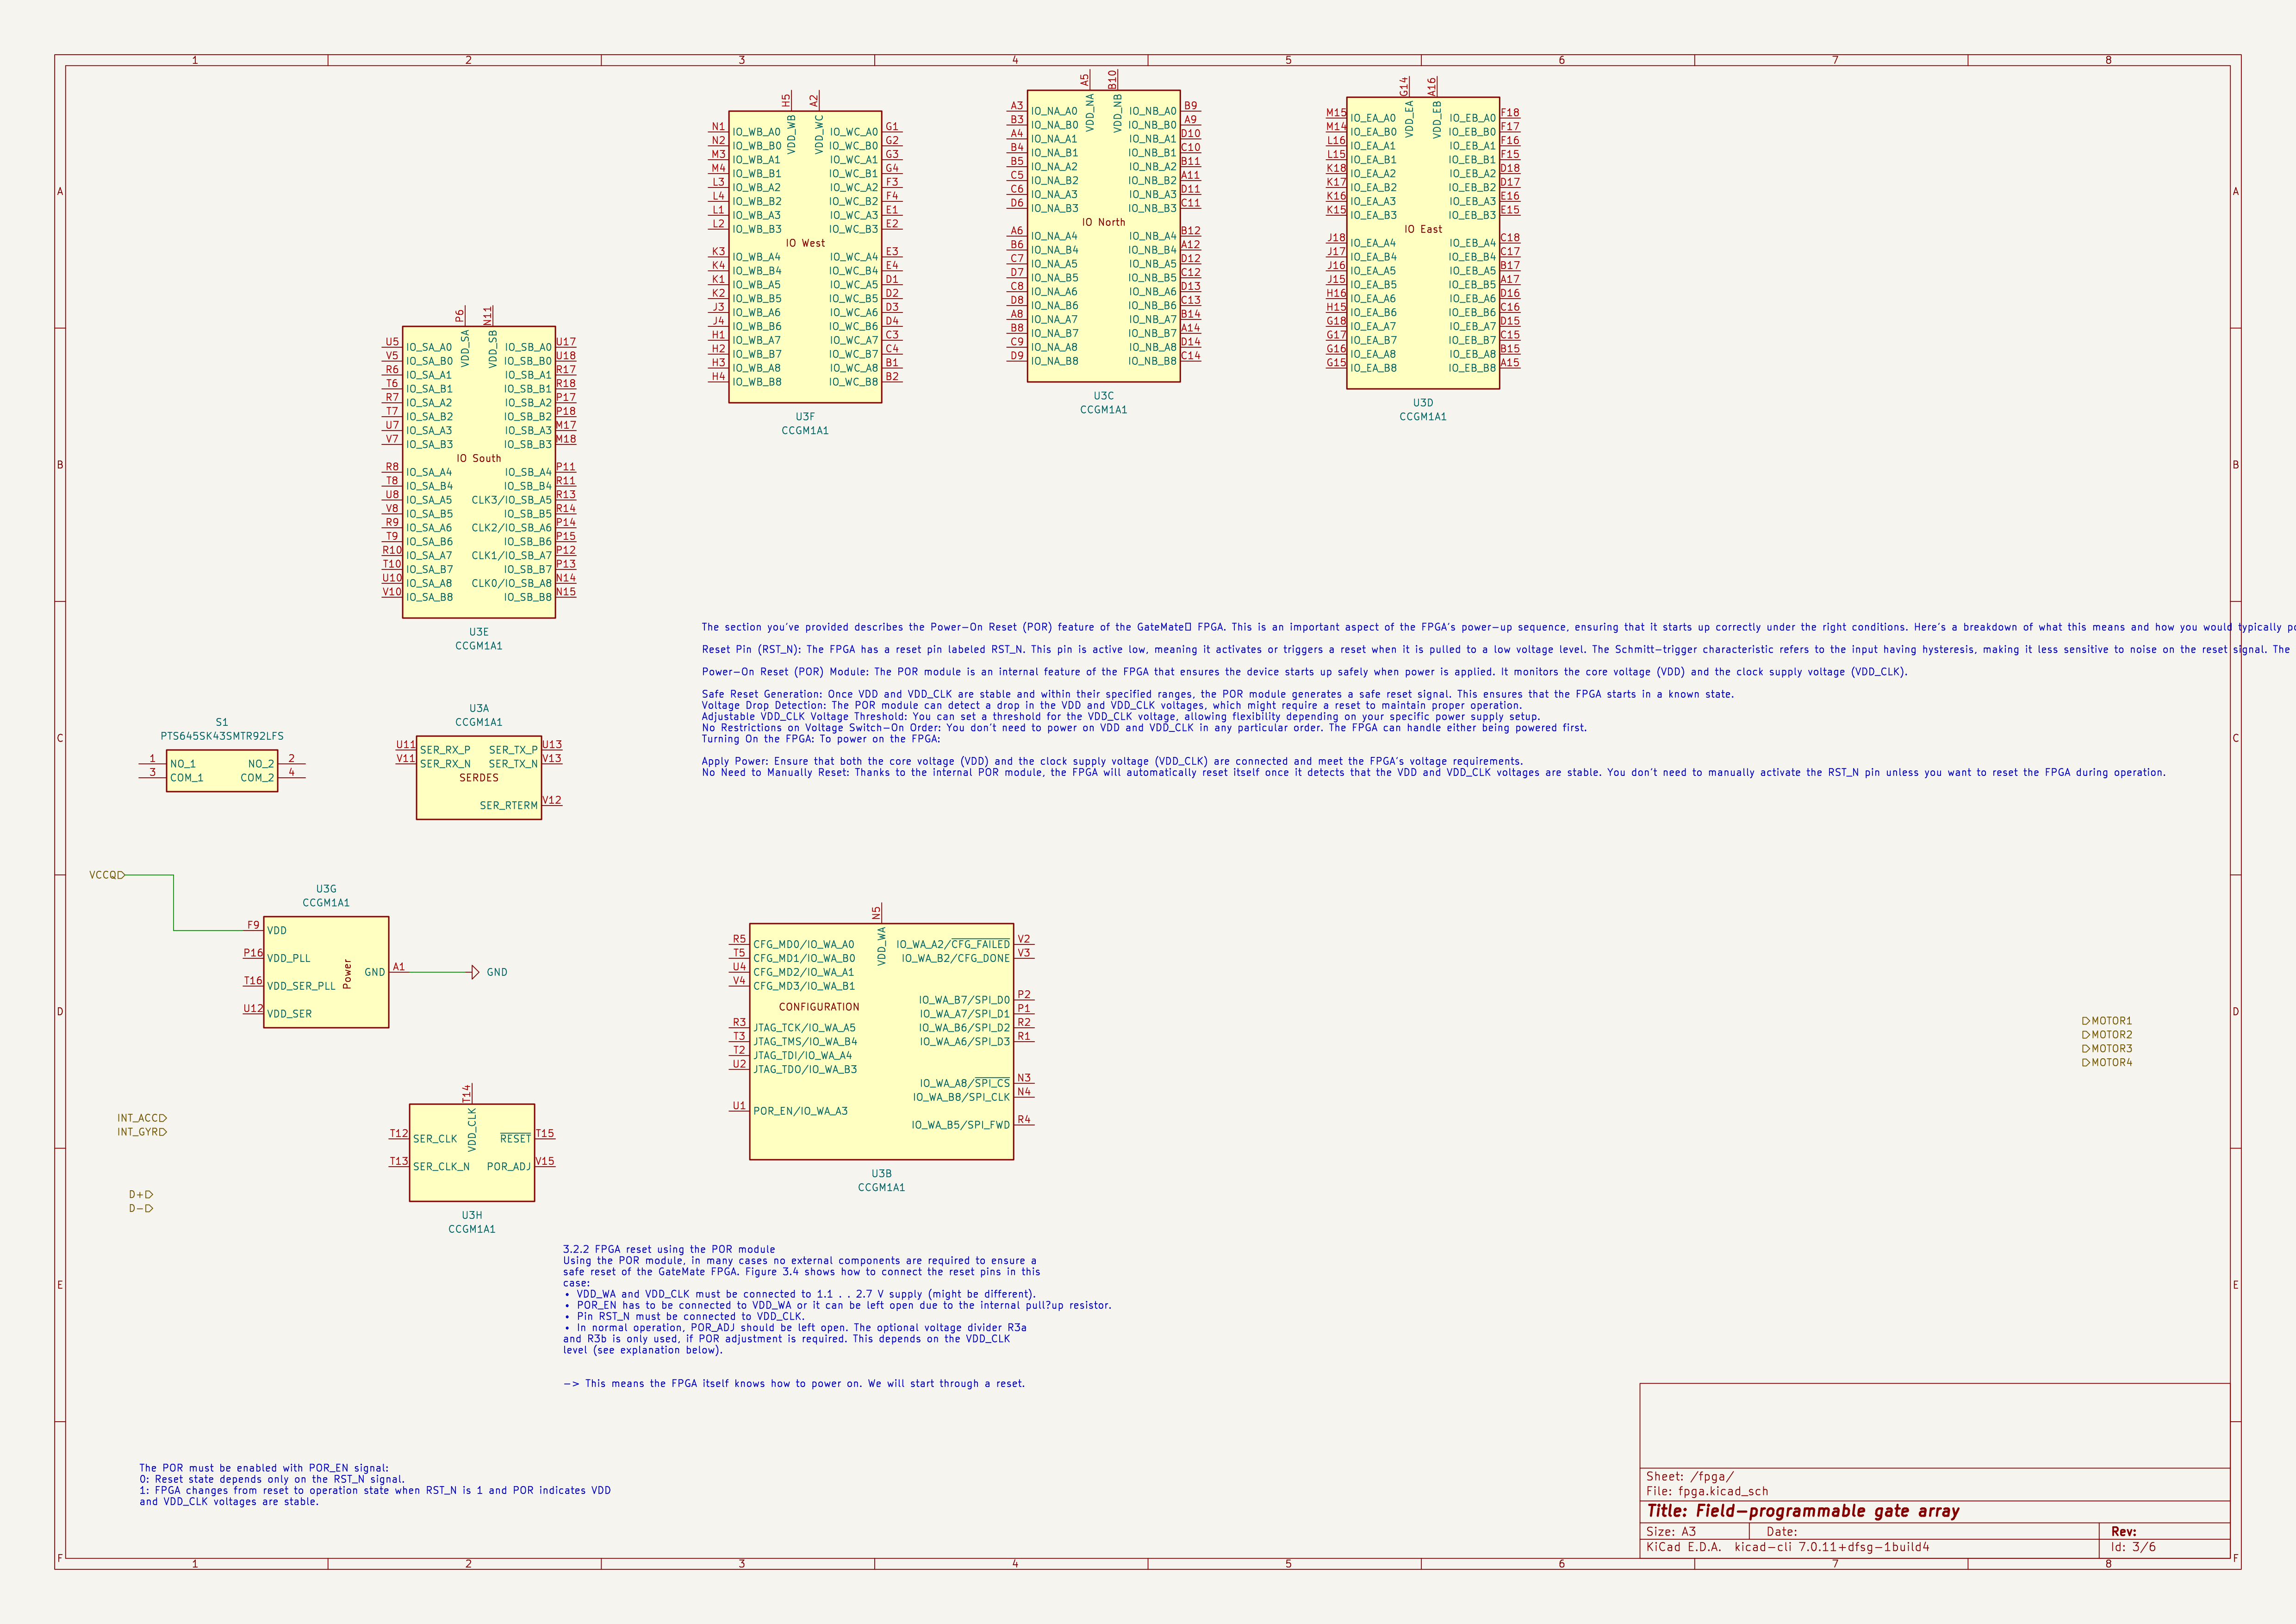 1 2 3 4 5 6 7 8
A B C D E F
H5 A2
VDD_WB VDD_WC
N1 IO_WB_A0 IO_WC_A0 G1
N2 IO_WB_B0 IO_WC_B0 G2
M3 IO_WB_A1 IO_WC_A1 G3
M4 IO_WB_B1 IO_WC_B1 G4
L3 IO_WB_A2 IO_WC_A2 F3
L4 IO_WB_B2 IO_WC_B2 F4
L1 IO_WB_A3 IO_WC_A3 E1
L2 IO_WB_B3 IO_WC_B3 E2
IO West
K3 IO_WB_A4 IO_WC_A4 E3
K4 IO_WB_B4 IO_WC_B4 E4
K1 IO_WB_A5 IO_WC_A5 D1
K2 IO_WB_B5 IO_WC_B5 D2
J3 IO_WB_A6 IO_WC_A6 D3
J4 IO_WB_B6 IO_WC_B6 D4
H1 IO_WB_A7 IO_WC_A7 C3
H2 IO_WB_B7 IO_WC_B7 C4
H3 IO_WB_A8 IO_WC_A8 B1
H4 IO_WB_B8 IO_WC_B8 B2
U3F
CCGM1A1
A5 B10
VDD_NA VDD_NB
A3 IO_NA_A0 IO_NB_A0 B9
B3 IO_NA_B0 IO_NB_B0 A9
A4 IO_NA_A1 IO_NB_A1 D10
B4 IO_NA_B1 IO_NB_B1 C10
B5 IO_NA_A2 IO_NB_A2 B11
C5 IO_NA_B2 IO_NB_B2 A11
C6 IO_NA_A3 IO_NB_A3 D11
D6 IO_NA_B3 IO_NB_B3 C11
IO North
A6 IO_NA_A4 IO_NB_A4 B12
B6 IO_NA_B4 IO_NB_B4 A12
C7 IO_NA_A5 IO_NB_A5 D12
D7 IO_NA_B5 IO_NB_B5 C12
C8 IO_NA_A6 IO_NB_A6 D13
D8 IO_NA_B6 IO_NB_B6 C13
A8 IO_NA_A7 IO_NB_A7 B14
B8 IO_NA_B7 IO_NB_B7 A14
C9 IO_NA_A8 IO_NB_A8 D14
D9 IO_NA_B8 IO_NB_B8 C14
U3C
CCGM1A1
G14 A16
VDD_EA VDD_EB
M15 IO_EA_A0 IO_EB_A0 F18
M14 IO_EA_B0 IO_EB_B0 F17
L16 IO_EA_A1 IO_EB_A1 F16
L15 IO_EA_B1 IO_EB_B1 F15
K18 IO_EA_A2 IO_EB_A2 D18
K17 IO_EA_B2 IO_EB_B2 D17
K16 IO_EA_A3 IO_EB_A3 E16
K15 IO_EA_B3 IO_EB_B3 E15
IO East
J18 IO_EA_A4 IO_EB_A4 C18
J17 IO_EA_B4 IO_EB_B4 C17
J16 IO_EA_A5 IO_EB_A5 B17
J15 IO_EA_B5 IO_EB_B5 A17
H16 IO_EA_A6 IO_EB_A6 D16
H15 IO_EA_B6 IO_EB_B6 C16
G18 IO_EA_A7 IO_EB_A7 D15
G17 IO_EA_B7 IO_EB_B7 C15
G16 IO_EA_A8 IO_EB_A8 B15
G15 IO_EA_B8 IO_EB_B8 A15
U3D
CCGM1A1
P6 N11
VDD_SA VDD_SB
U5 IO_SA_A0 IO_SB_A0 U17
V5 IO_SA_B0 IO_SB_B0 U18
R6 IO_SA_A1 IO_SB_A1 R17
T6 IO_SA_B1 IO_SB_B1 R18
R7 IO_SA_A2 IO_SB_A2 P17
T7 IO_SA_B2 IO_SB_B2 P18
U7 IO_SA_A3 IO_SB_A3 M17
V7 IO_SA_B3 IO_SB_B3 M18
IO South
R8 IO_SA_A4 IO_SB_A4 P11
T8 IO_SA_B4 IO_SB_B4 R11
U8 IO_SA_A5 CLK3/IO_SB_A5 R13
V8 IO_SA_B5 IO_SB_B5 R14
R9 IO_SA_A6 CLK2/IO_SB_A6 P14
T9 IO_SA_B6 IO_SB_B6 P15
R10 IO_SA_A7 CLK1/IO_SB_A7 P12
T10 IO_SA_B7 IO_SB_B7 P13
U10 IO_SA_A8 CLK0/IO_SB_A8 N14
V10 IO_SA_B8 IO_SB_B8 N15
U3E
CCGM1A1
The section you've provided describes the Power-On Reset (POR) feature of the GateMate□ FPGA. This is an important aspect of the FPGA's power-up sequence, ensuring that it starts up correctly under the right conditions. Here's a breakdown of what this means and how you would typically po
Reset Pin (RST_N): The FPGA has a reset pin labeled RST_N. This pin is active low, meaning it activates or triggers a reset when it is pulled to a low voltage level. The Schmitt-trigger characteristic refers to the input having hysteresis, making it less sensitive to noise on the reset signal. The
Power-On Reset (POR) Module: The POR module is an internal feature of the FPGA that ensures the device starts up safely when power is applied. It monitors the core voltage (VDD) and the clock supply voltage (VDD_CLK).
Safe Reset Generation: Once VDD and VDD_CLK are stable and within their specified ranges, the POR module generates a safe reset signal. This ensures that the FPGA starts in a known state.
Voltage Drop Detection: The POR module can detect a drop in the VDD and VDD_CLK voltages, which might require a reset to maintain proper operation.
Adjustable VDD_CLK Voltage Threshold: You can set a threshold for the VDD_CLK voltage, allowing flexibility depending on your specific power supply setup.
No Restrictions on Voltage Switch-On Order: You don't need to power on VDD and VDD_CLK in any particular order. The FPGA can handle either being powered first.
Turning On the FPGA: To power on the FPGA:
Apply Power: Ensure that both the core voltage (VDD) and the clock supply voltage (VDD_CLK) are connected and meet the FPGA's voltage requirements.
No Need to Manually Reset: Thanks to the internal POR module, the FPGA will automatically reset itself once it detects that the VDD and VDD_CLK voltages are stable. You don't need to manually activate the RST_N pin unless you want to reset the FPGA during operation.
S1
PTS645SK43SMTR92LFS
1 NO_1 NO_2 2
3 COM_1 COM_2 4
U3A
CCGM1A1
U11 SER_RX_P SER_TX_P U13
V11 SER_RX_N SER_TX_N V13
SERDES
SER_RTERM V12
VCCQ
U3G
CCGM1A1
F9 VDD
P16 VDD_PLL
Power
GND A1 GND
T16 VDD_SER_PLL
U12 VDD_SER
N5
VDD_WA
R5 CFG_MD0/IO_WA_A0 IO_WA_A2/CFG_FAILED V2
T5 CFG_MD1/IO_WA_B0 IO_WA_B2/CFG_DONE V3
U4 CFG_MD2/IO_WA_A1
V4 CFG_MD3/IO_WA_B1
IO_WA_B7/SPI_D0 P2
CONFIGURATION
IO_WA_A7/SPI_D1 P1
R3 JTAG_TCK/IO_WA_A5 IO_WA_B6/SPI_D2 R2
T3 JTAG_TMS/IO_WA_B4 IO_WA_A6/SPI_D3 R1
T2 JTAG_TDI/IO_WA_A4
U2 JTAG_TDO/IO_WA_B3
IO_WA_A8/SPI_CS N3
IO_WA_B8/SPI_CLK N4
U1 POR_EN/IO_WA_A3
IO_WA_B5/SPI_FWD R4
U3B
CCGM1A1
MOTOR1
MOTOR2
MOTOR3
MOTOR4
INT_ACC
INT_GYR
D+
D-
T14
VDD_CLK
T12 SER_CLK RESET T15
T13 SER_CLK_N POR_ADJ V15
U3H
CCGM1A1
3.2.2 FPGA reset using the POR module
Using the POR module, in many cases no external components are required to ensure a
safe reset of the GateMate FPGA. Figure 3.4 shows how to connect the reset pins in this
case:
• VDD_WA and VDD_CLK must be connected to 1.1 . . 2.7 V supply (might be different).
• POR_EN has to be connected to VDD_WA or it can be left open due to the internal pull?up resistor.
• Pin RST_N must be connected to VDD_CLK.
• In normal operation, POR_ADJ should be left open. The optional voltage divider R3a
and R3b is only used, if POR adjustment is required. This depends on the VDD_CLK
level (see explanation below).
-> This means the FPGA itself knows how to power on. We will start through a reset.
The POR must be enabled with POR_EN signal:
0: Reset state depends only on the RST_N signal.
1: FPGA changes from reset to operation state when RST_N is 1 and POR indicates VDD
and VDD_CLK voltages are stable.
Sheet: /fpga/
File: fpga.kicad_sch
Title: Field-programmable gate array
Size: A3 Date: Rev:
KiCad E.D.A. kicad-cli 7.0.11+dfsg-1build4 Id: 3/6
A B C D E F
1 2 3 4 5 6 7 8